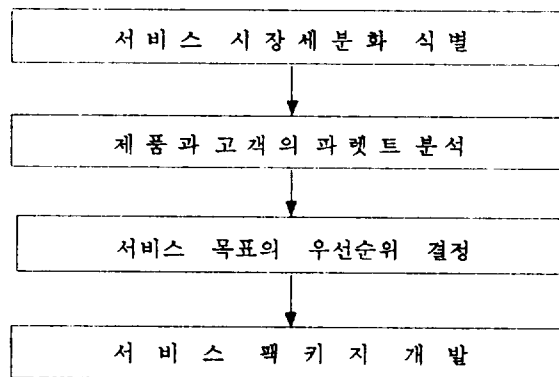 서비스 시장세분화 식별
제품과 고객의 파렛트 분석
서비스 목표의 우선순위 결정
서비스 팩키지 개발